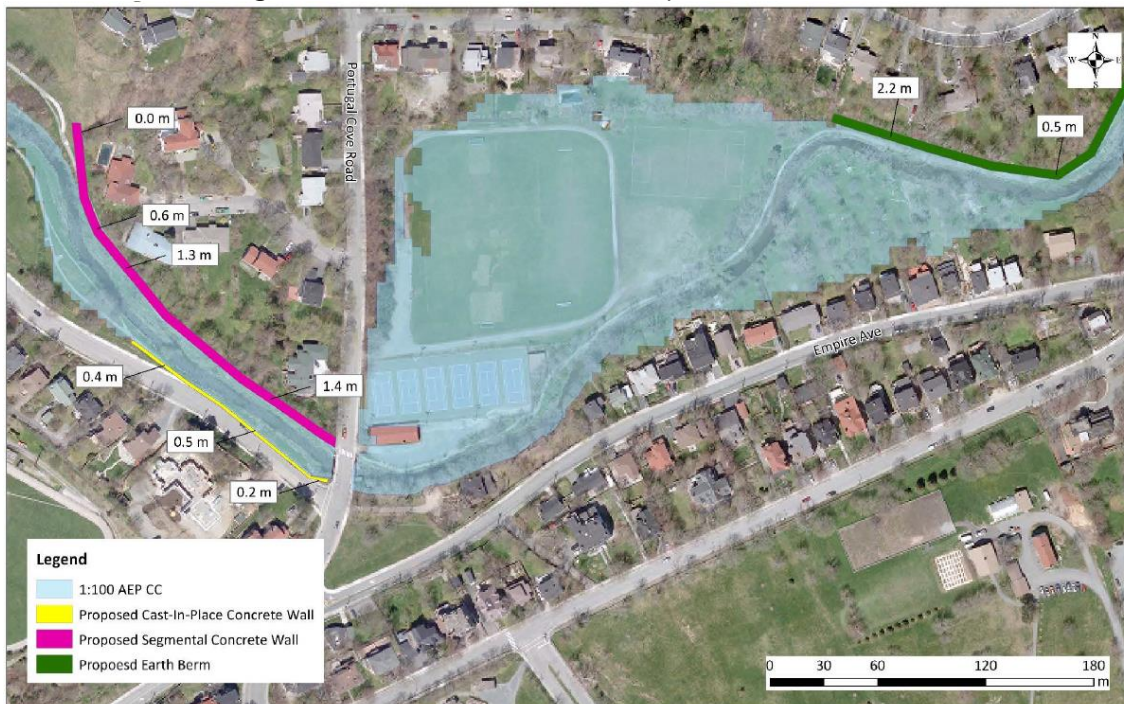 N
W E
S
2.2 m
0.0 m
Portugal Cove Road
0.5 m
0.6 m
1.3 m
Empire Ave
0.4 m
1.4 m
0.5 m
0.2 m
Legend
1:100 AEP CC
Proposed Cast-In-Place Concrete Wall
Proposed Segmental Concrete Wall
Propoesd Earth Berm
0 30 60 120 180
m